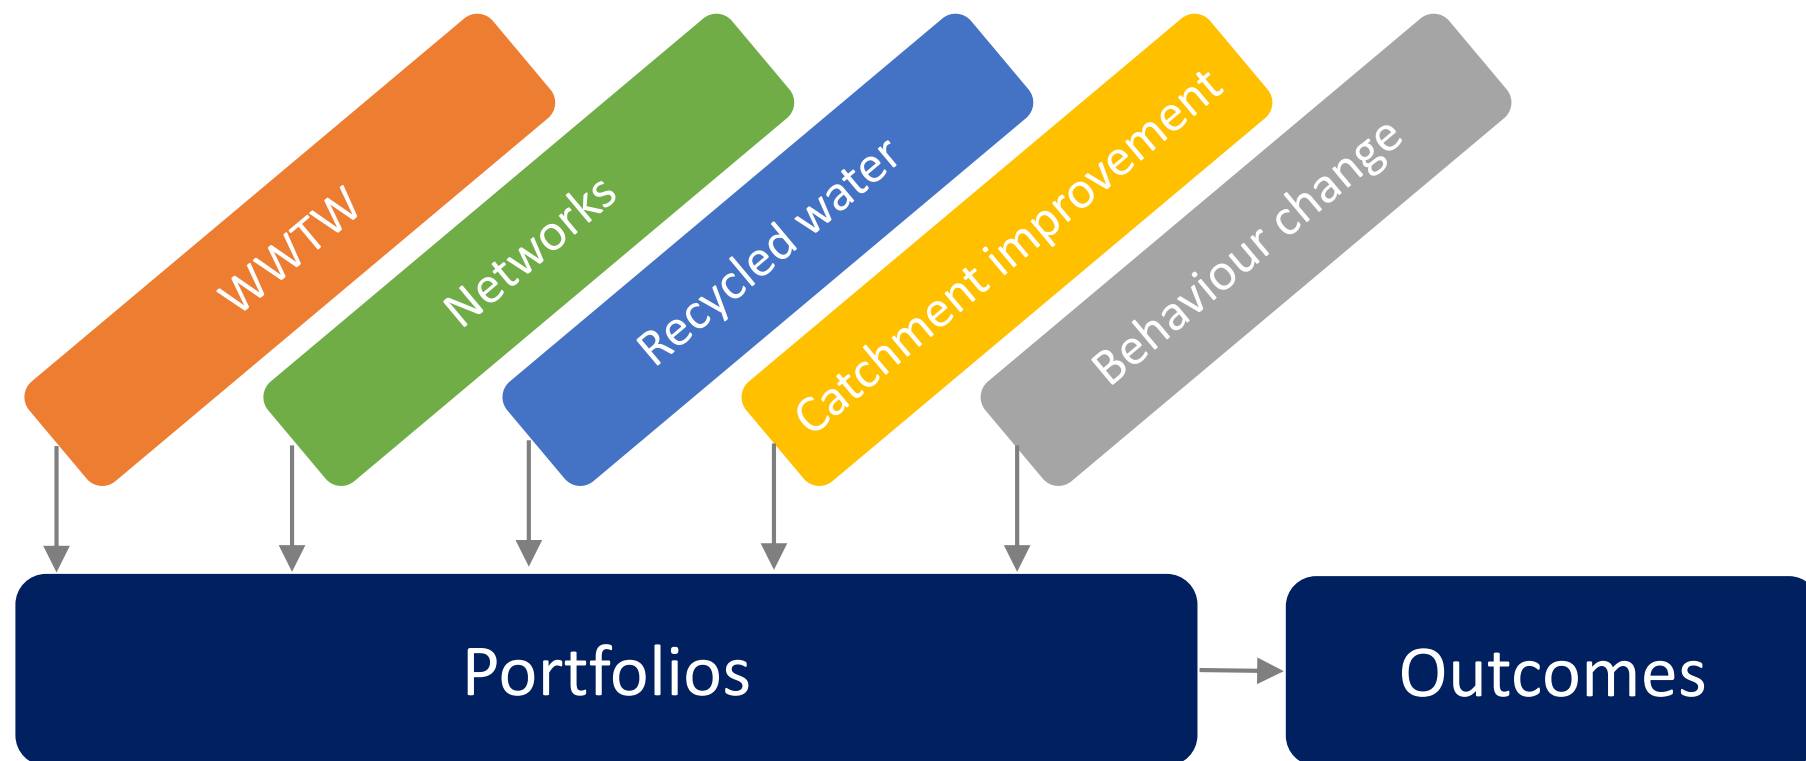 WWTW
Networks
Recycled water
Catchment improvement
Behaviour change
Portfolios
Outcomes